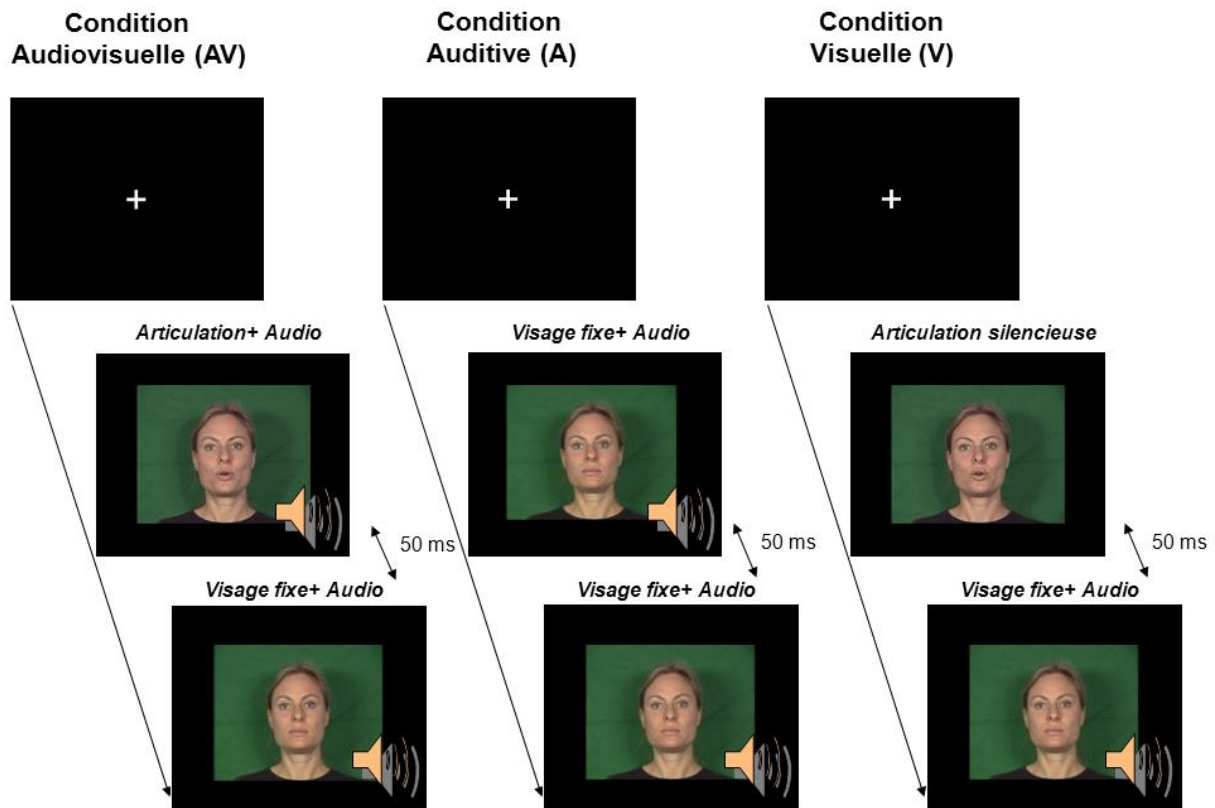 Condition
Audiovisuelle (AV)
Condition
Auditive (A)
Condition
Visuelle (V)
Articulation+ Audio
Visage fixe+ Audio
Articulation silencieuse
50 ms
50 ms
50 ms
Visage fixe+ Audio
Visage fixe+ Audio
Visage fixe+ Audio